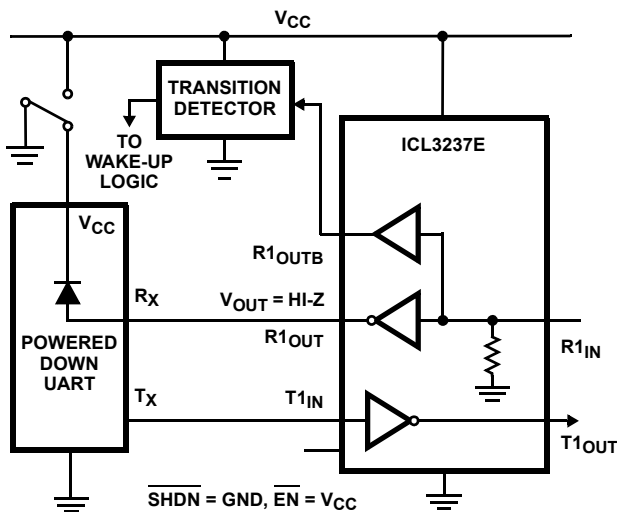 VCC
TRANSITION
DETECTOR
TO
WAKE-UP
LOGIC
ICL3237E
VCC
R1OUTB
RX
VOUT = HI-Z
POWERED
DOWN
UART
R1OUT
R1IN
TX
T1IN
T1OUT
SHDN = GND, EN = VCC